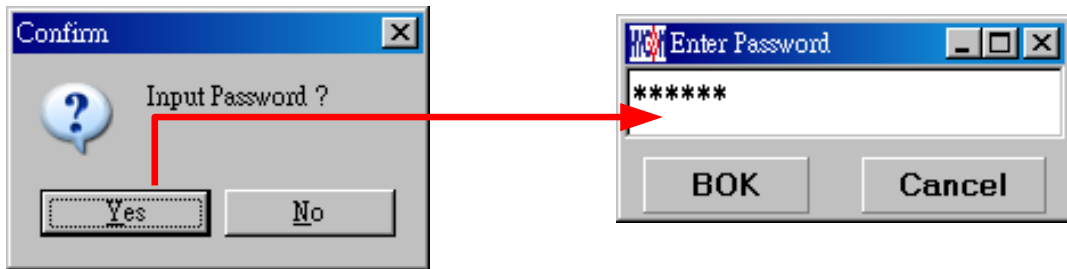 Confirm
Input Password ?
Yes
No
Enter Password
******
BOK
Cancel